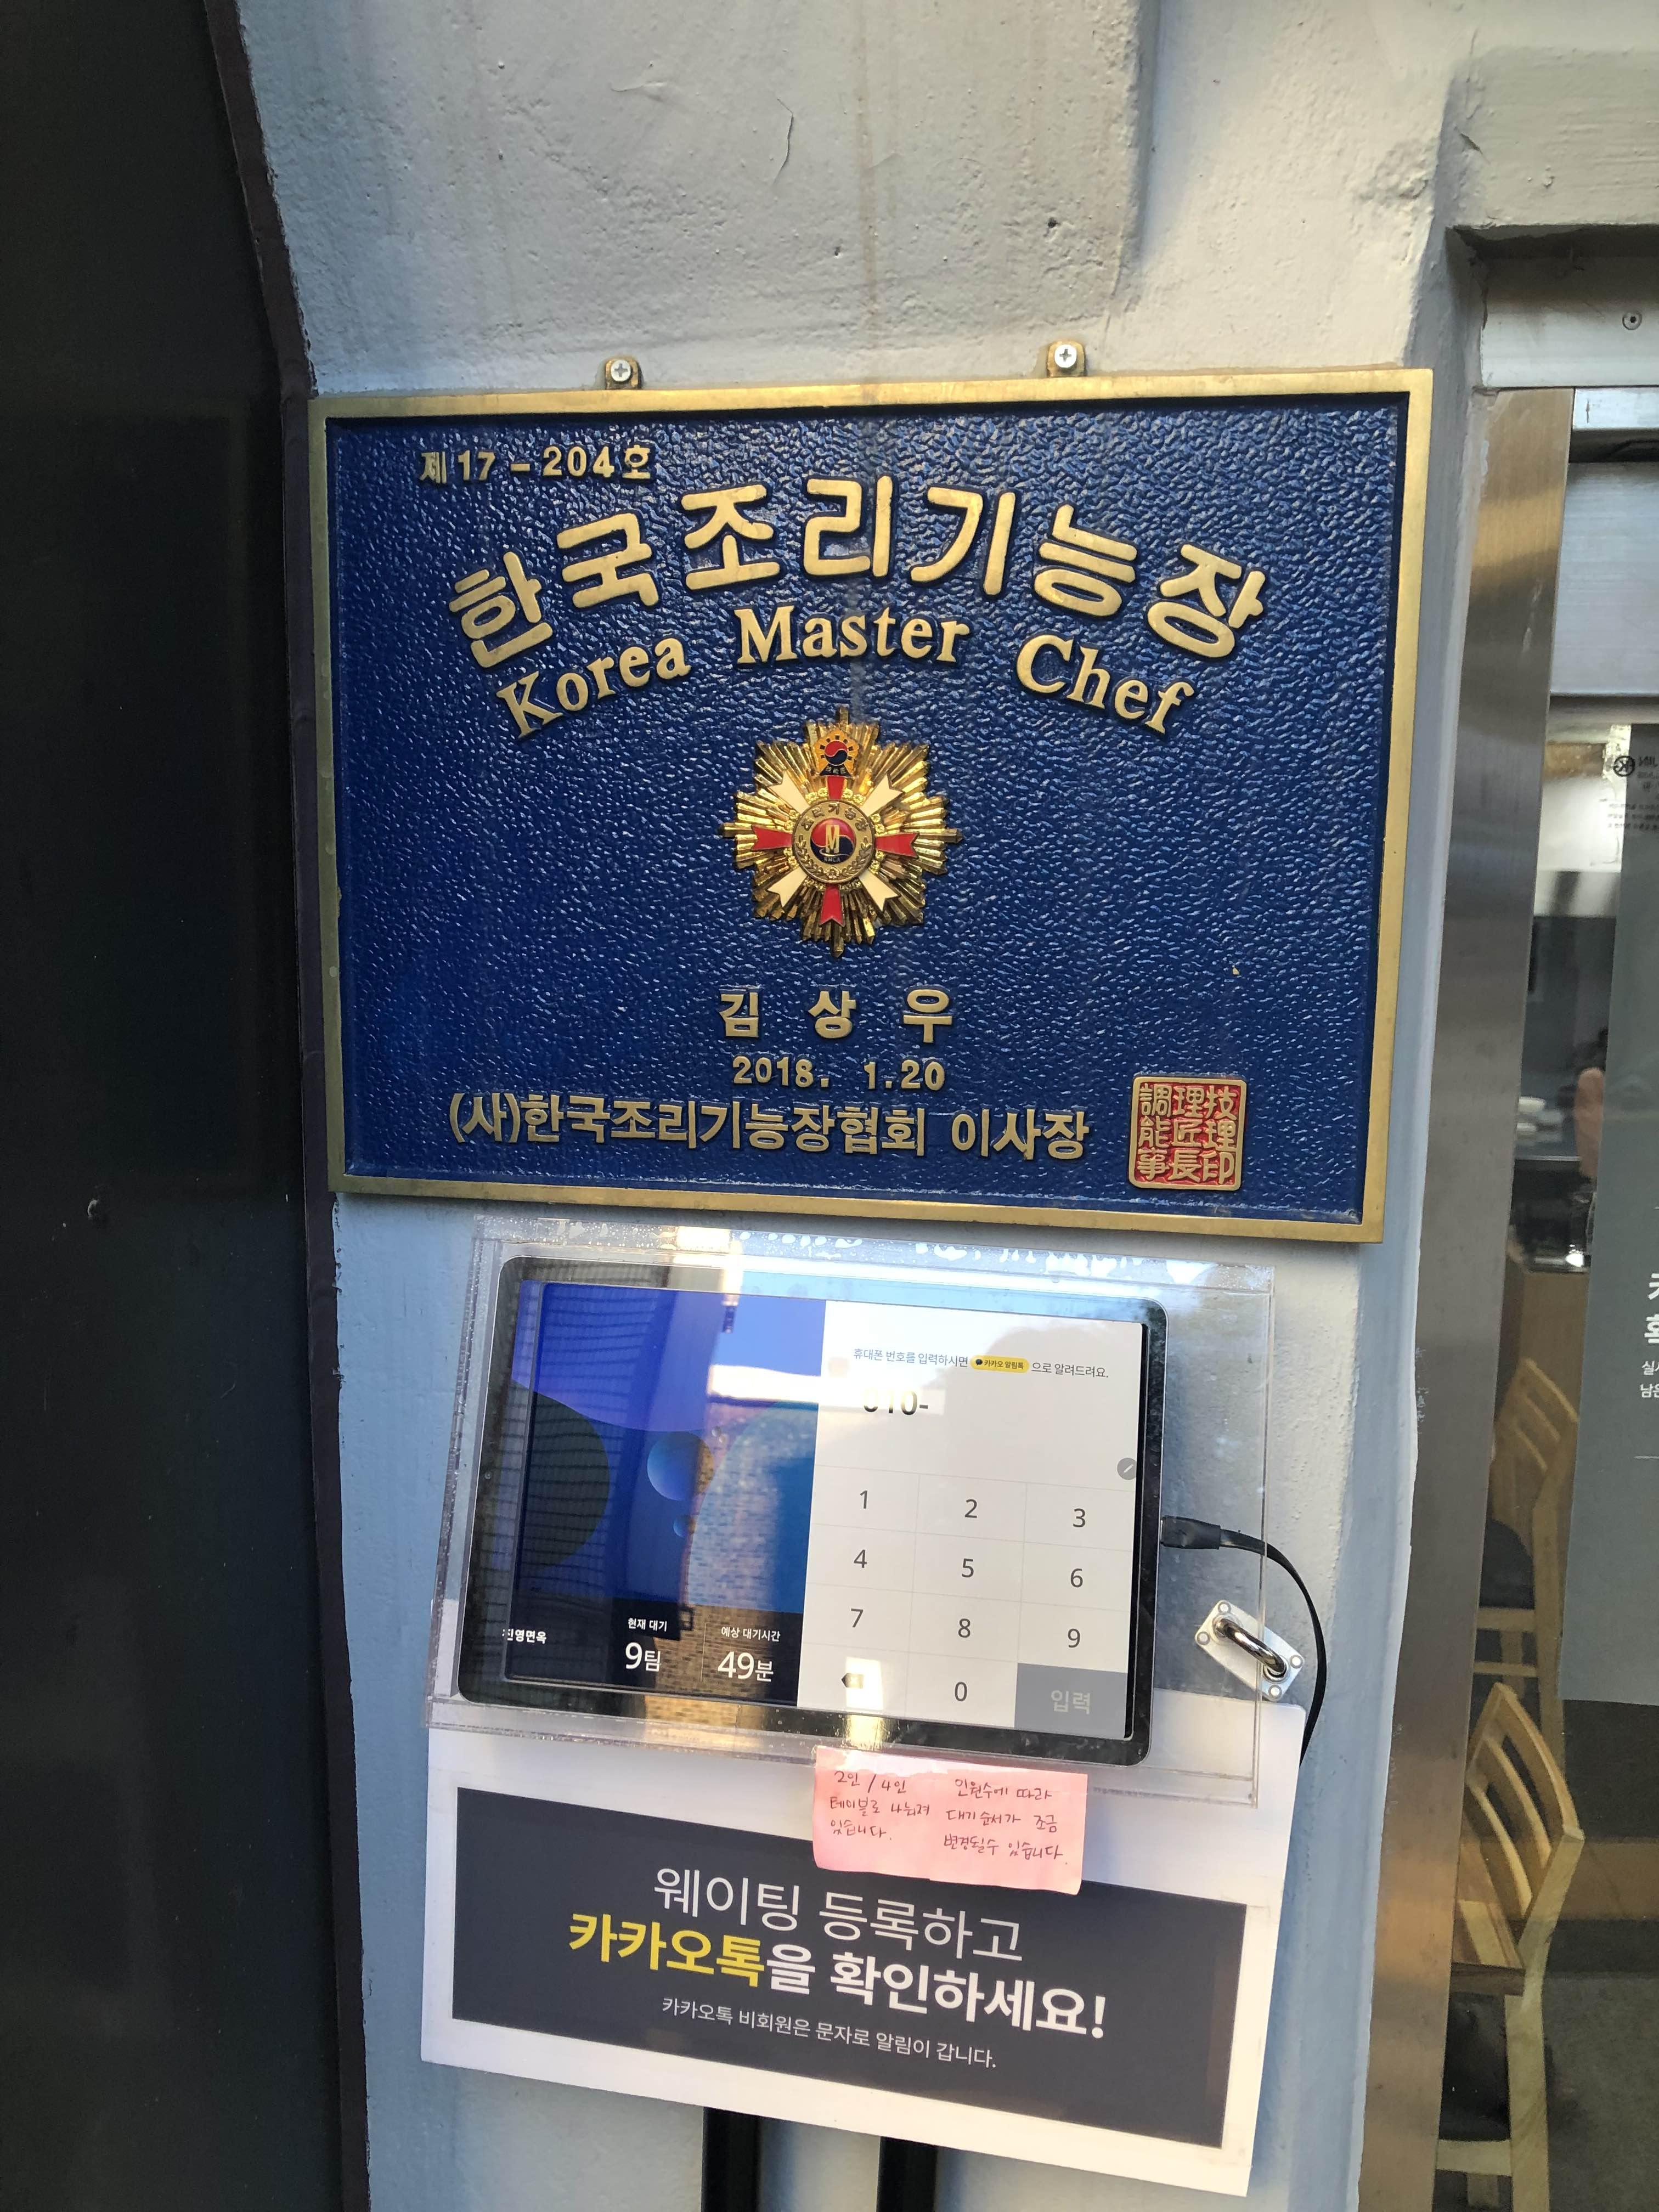 제 17 - 204 호
한국조리기능장
Korea Master Chef
김 상 우
2018. 1.20
(사)한국조리기능장협회 이사장
調理技
能匠理
事長印
휴대폰 번호를 입력하시면 카카오 알림톡 으로 알려드려요.
010-
1 2 3
4 5 6
7 8 9
0 입력
진영면옥
현재 대기
9팀
예상 대기시간
49분
2인 / 4인
테이블로 나눠져
있습니다.
인원수에 따라
대기순서가 조금
변경될수 있습니다.
웨이팅 등록하고
카카오톡을 확인하세요!
카카오톡 비회원은 문자로 알림이 갑니다.